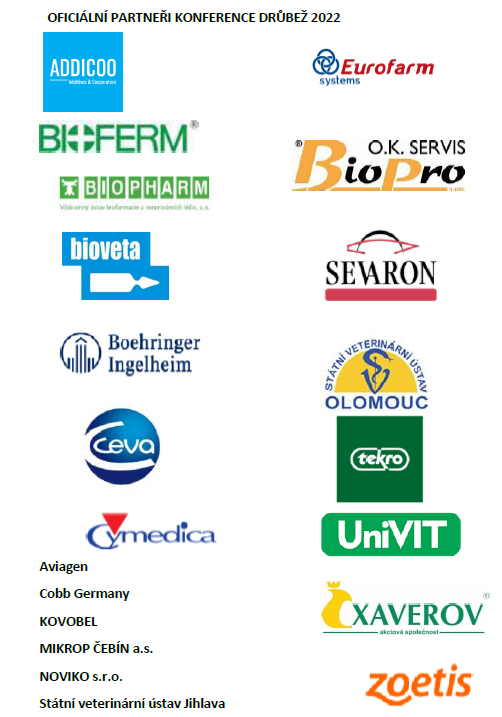 OFICIÁLNÍ PARTNEŘI KONFERENCE DRŮBEŽ 2022
ADDICOO
Additives & Cooperation
Eurofarm
systems
BIOFERM®
O.K. SERVIS
®BioPro
s. r.o.
BIOPHARM
Výzkumný ústav biofarmacie a veterinárních léčiv, a.s.
bioveta
SEVARON
Boehringer
Ingelheim
STÁTNÍ VETERINÁRNÍ ÚSTAV
OLOMOUC
ceva
tekro
Cymedica
UniVIT
Aviagen
Cobb Germany
KOVOBEL
MIKROP ČEBÍN a.s.
NOVIKO s.r.o.
Státní veterinární ústav Jihlava
XAVEROV®
akciová společnost
zoetis